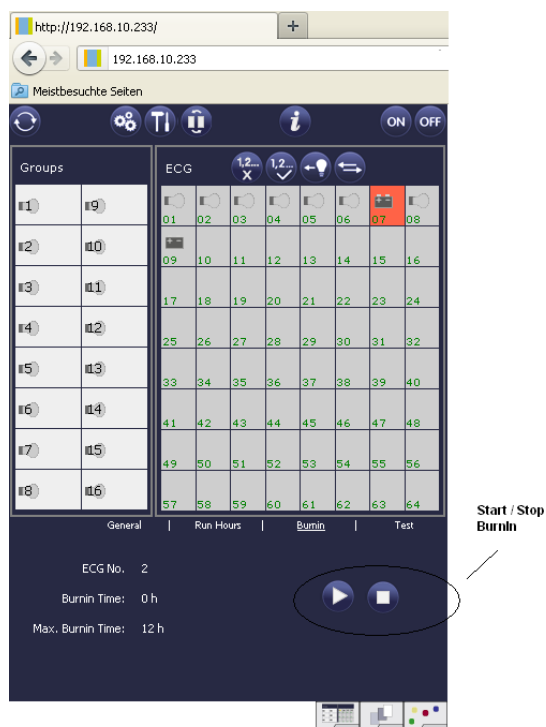 http://192.168.10.233/
+
192.168.10.233
Meistbesuchte Seiten
i
ON OFF
Groups
ECG
1,2... X
1,2...
1 9
2 10
3 11
4 12
5 13
6 14
7 15
8 16
01 02 03 04 05 06 07 08
09 10 11 12 13 14 15 16
17 18 19 20 21 22 23 24
25 26 27 28 29 30 31 32
33 34 35 36 37 38 39 40
41 42 43 44 45 46 47 48
49 50 51 52 53 54 55 56
57 58 59 60 61 62 63 64
General | Run Hours | Burnin | Test
ECG No. 2
Burnin Time: 0 h
Max. Burnin Time: 12 h
Start / Stop
BurnIn